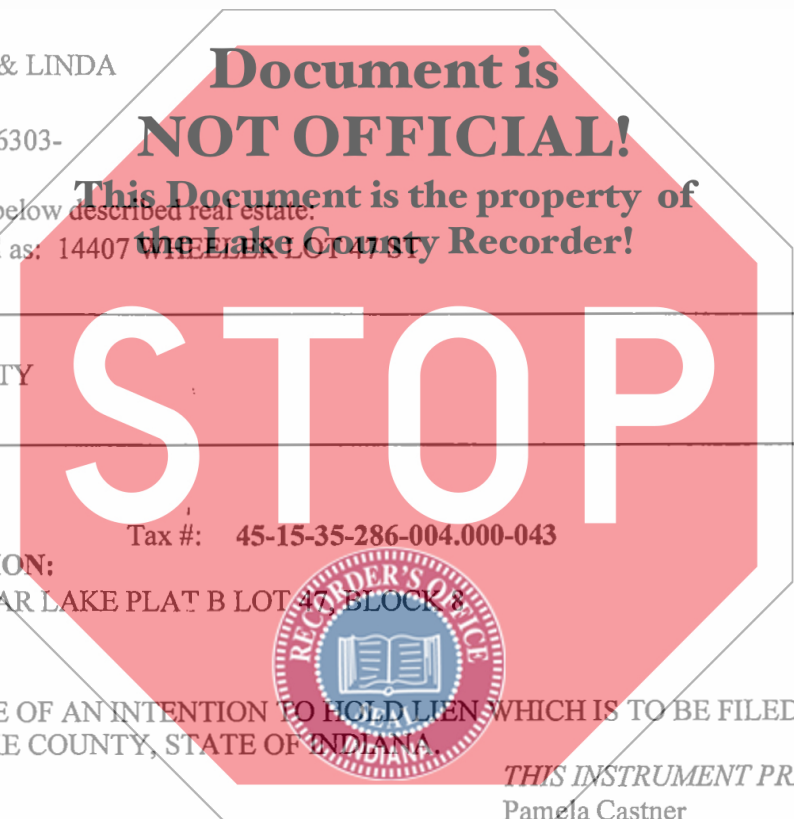 & LINDA
Document is
NOT OFFICIAL!
6303-
This Document is the property of
below described real estate:
the Lake County Recorder!
as: 14407 WHEELER LOT 47 ST
STOP
TY
Tax #: 45-15-35-286-004.000-043
ION:
AR LAKE PLAT B LOT 47, BLOCK 8
RECORDER'S OFFICE
SEAL
INDIANA
E OF AN INTENTION TO HOLD LIEN WHICH IS TO BE FILED
E COUNTY, STATE OF INDIANA.
THIS INSTRUMENT PR
Pamela Castner